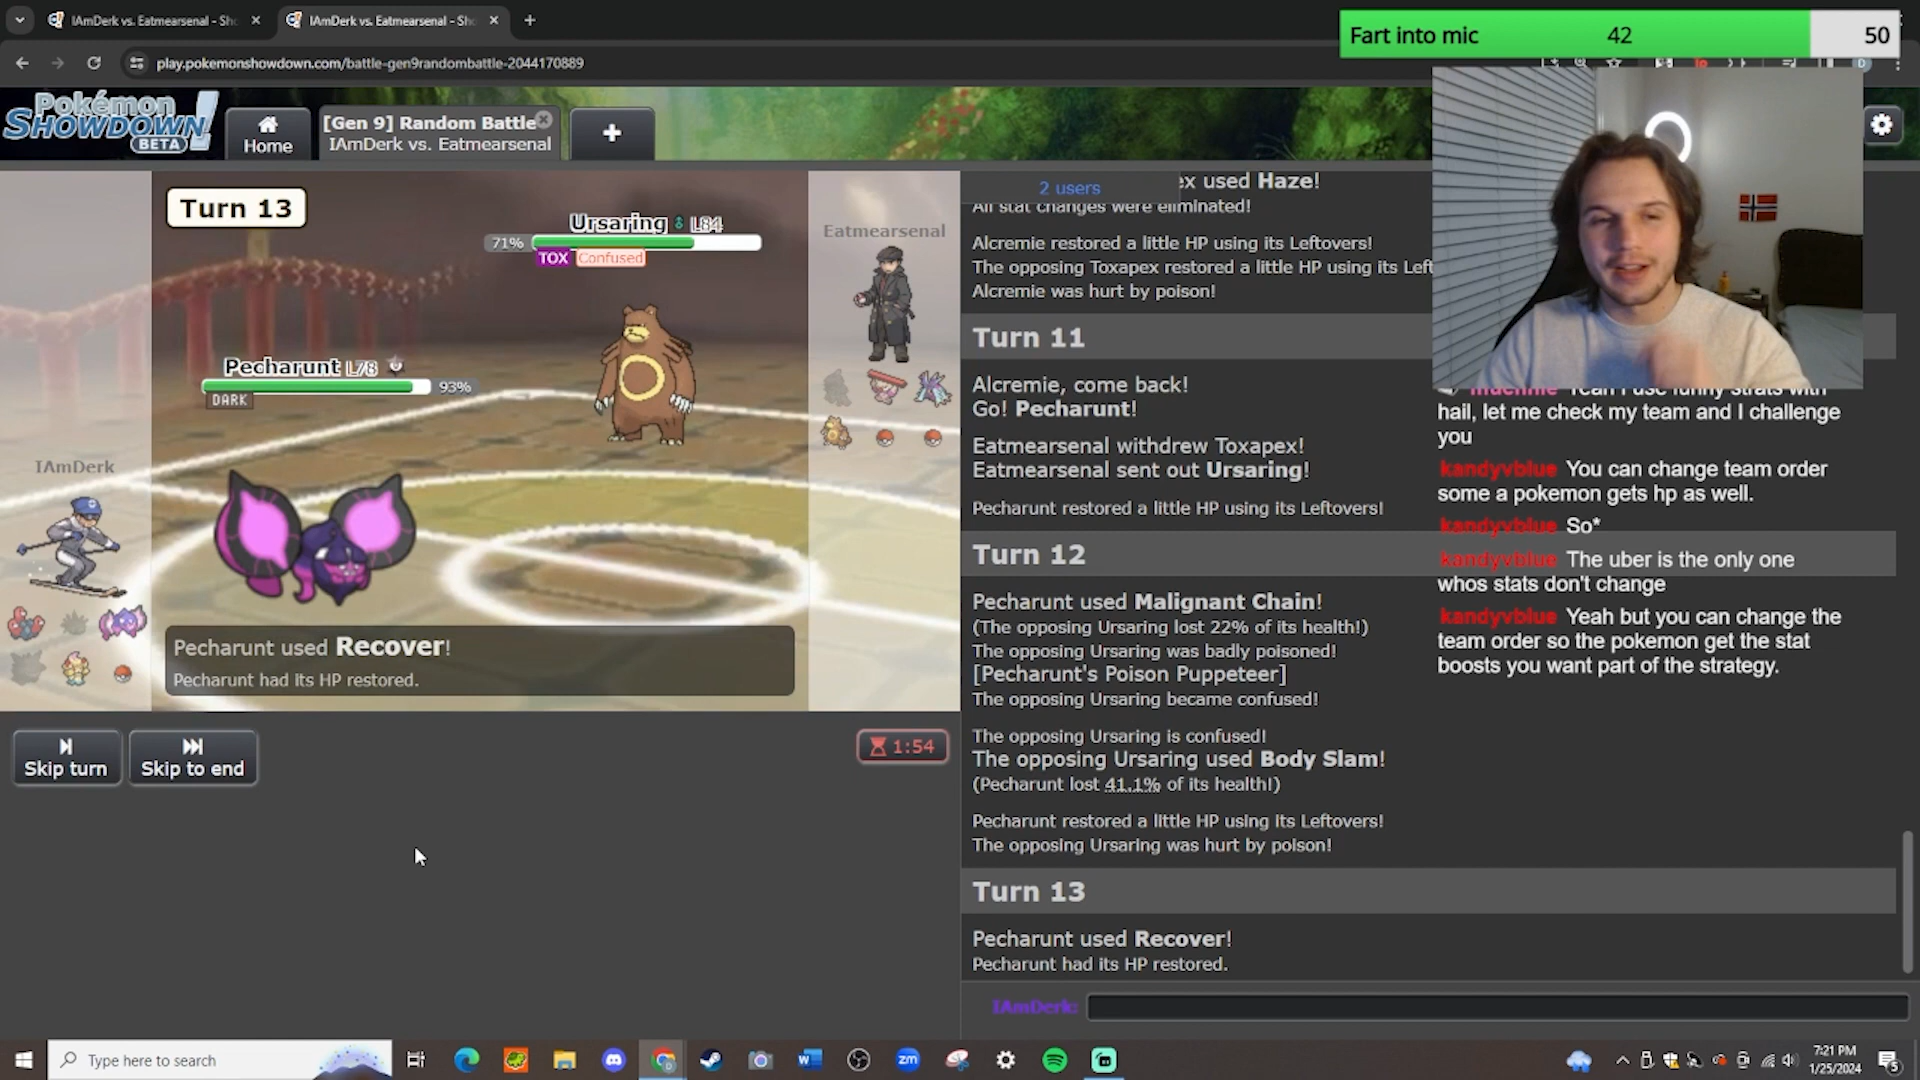 IAmDerk vs. Eatmearsenal - Sh
IAmDerk vs. Eatmearsenal - Sho
play.pokemonshowdown.com/battle-gen9randombattle-2044170889
Fart into mic 42 50
Pokémon
SHOWDOWN!
BETA
Home
[Gen 9] Random Battle
IAmDerk vs. Eatmearsenal
Turn 13
Ursaring L84
71%
TOX Confused
Pecharunt L78
93%
DARK
Eatmearsenal
IAmDerk
Pecharunt used Recover!
Pecharunt had its HP restored.
Skip turn
Skip to end
1:54
2 users
ex used Haze!
All stat changes were eliminated!
Alcremie restored a little HP using its Leftovers!
The opposing Toxapex restored a little HP using its Left
Alcremie was hurt by poison!
Turn 11
Alcremie, come back!
Go! Pecharunt!
Eatmearsenal withdrew Toxapex!
Eatmearsenal sent out Ursaring!
Pecharunt restored a little HP using its Leftovers!
Turn 12
Pecharunt used Malignant Chain!
(The opposing Ursaring lost 22% of its health!)
The opposing Ursaring was badly poisoned!
[Pecharunt's Poison Puppeteer]
The opposing Ursaring became confused!
The opposing Ursaring is confused!
The opposing Ursaring used Body Slam!
(Pecharunt lost 41.1% of its health!)
Pecharunt restored a little HP using its Leftovers!
The opposing Ursaring was hurt by poison!
Turn 13
Pecharunt used Recover!
Pecharunt had its HP restored.
IAmDerk:
Yeah I use funny strats with
hail, let me check my team and I challenge
you
kandyvblue You can change team order
some a pokemon gets hp as well.
kandyvblue So*
kandyvblue The uber is the only one
whos stats don't change
kandyvblue Yeah but you can change the
team order so the pokemon get the stat
boosts you want part of the strategy.
Type here to search
7:21 PM
1/25/2024
5